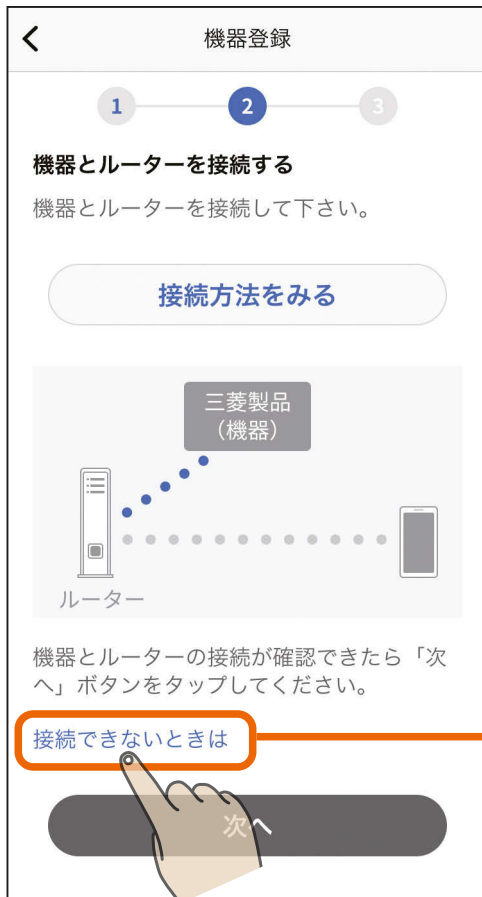 機器登録
1 2 3
機器とルーターを接続する
機器とルーターを接続して下さい。
接続方法をみる
三菱製品
（機器）
ルーター
機器とルーターの接続が確認できたら「次
へ」ボタンをタップしてください。
接続できないときは
次へ